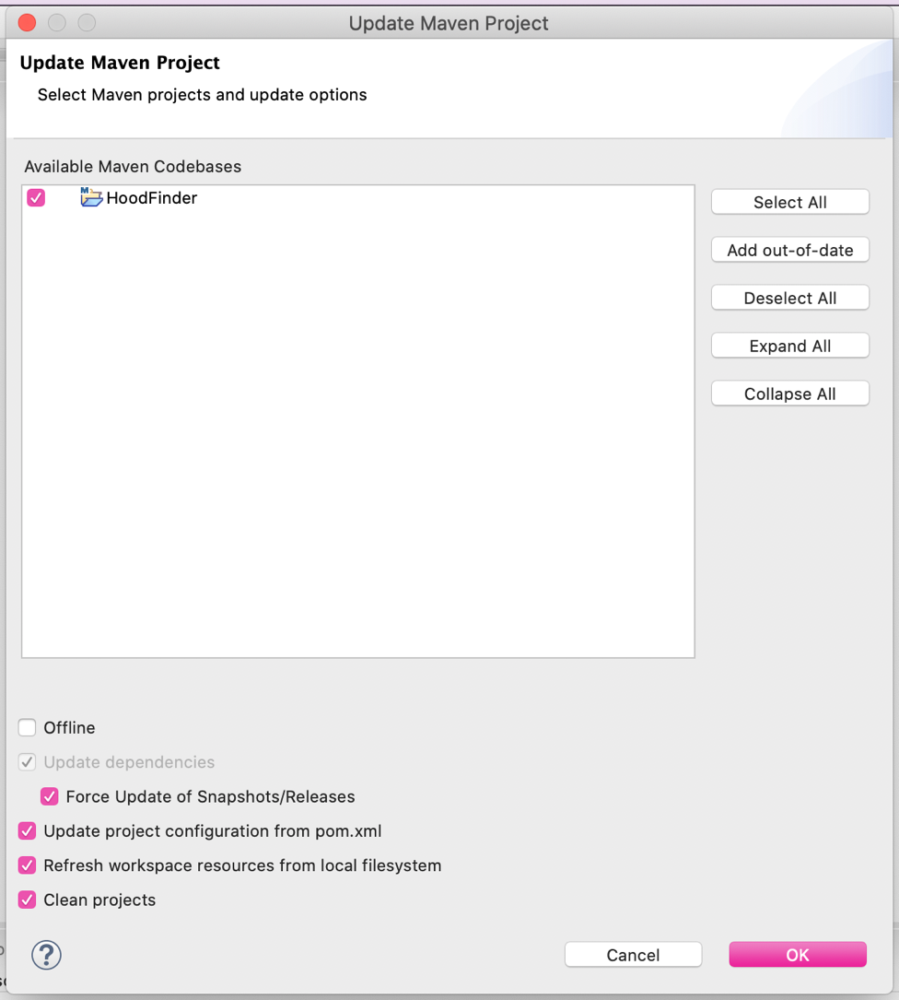 Update Maven Project
Update Maven Project
Select Maven projects and update options
Available Maven Codebases
HoodFinder
Select All
Add out-of-date
Deselect All
Expand All
Collapse All
Offline
Update dependencies
Force Update of Snapshots/Releases
Update project configuration from pom.xml
Refresh workspace resources from local filesystem
Clean projects
?
Cancel
OK